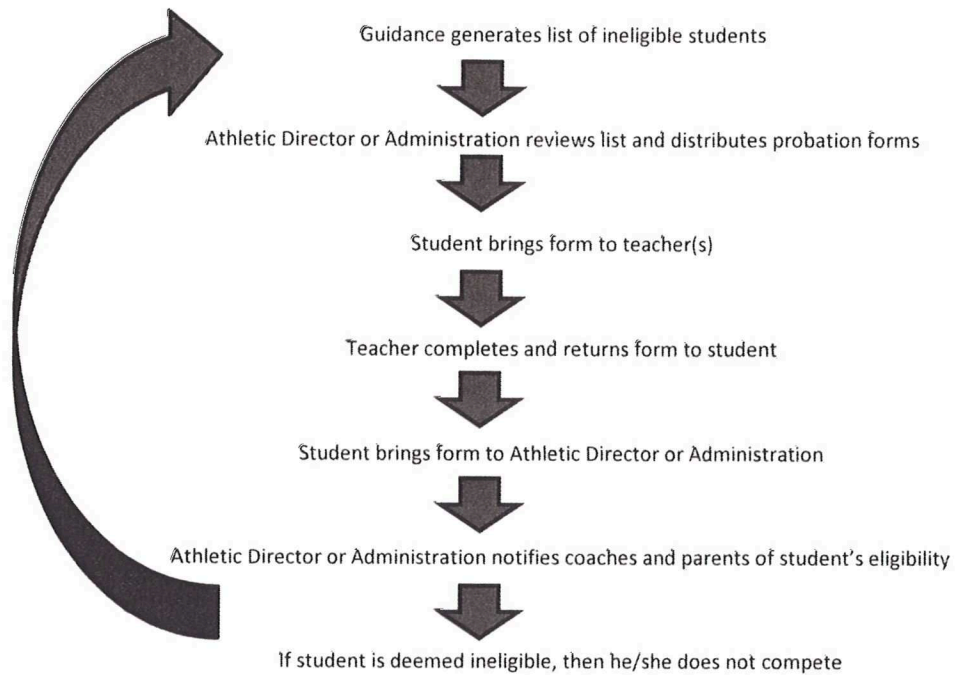 Guidance generates list of ineligible students
Athletic Director or Administration reviews list and distributes probation forms
Student brings form to teacher(s)
Teacher completes and returns form to student
Student brings form to Athletic Director or Administration
Athletic Director or Administration notifies coaches and parents of student's eligibility
If student is deemed ineligible, then he/she does not compete